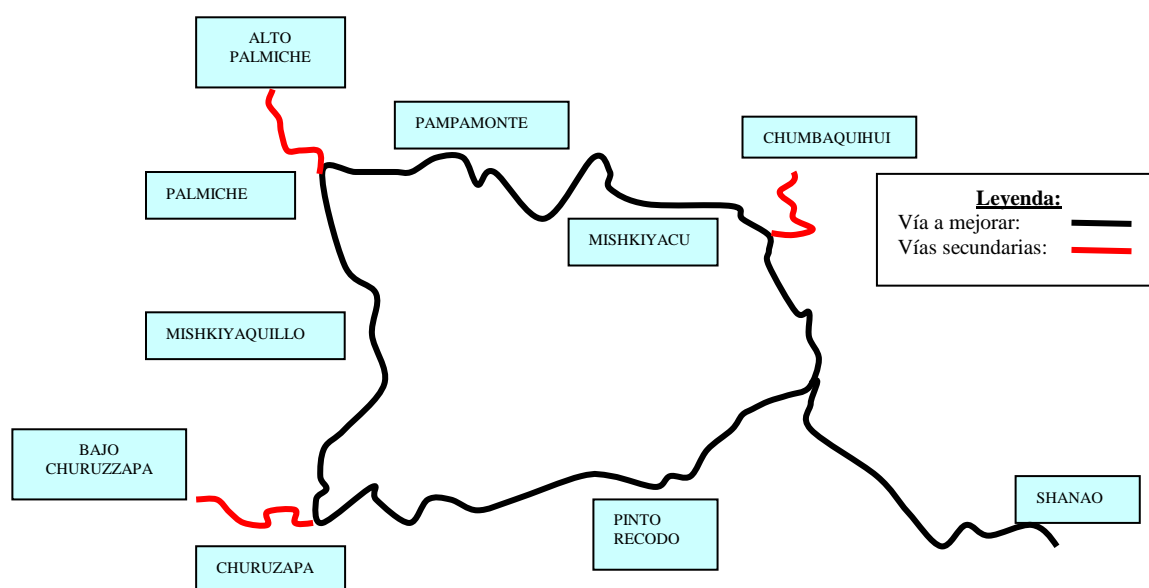 ALTO
PALMICHE
PAMPAMONTE
CHUMBAQUIHUI
PALMICHE
Leyenda:
Vía a mejorar:
Vías secundarias:
MISHKIYACU
MISHKIYAQUILLO
BAJO
CHURUZZAPA
SHANAO
PINTO
RECODO
CHURUZAPA